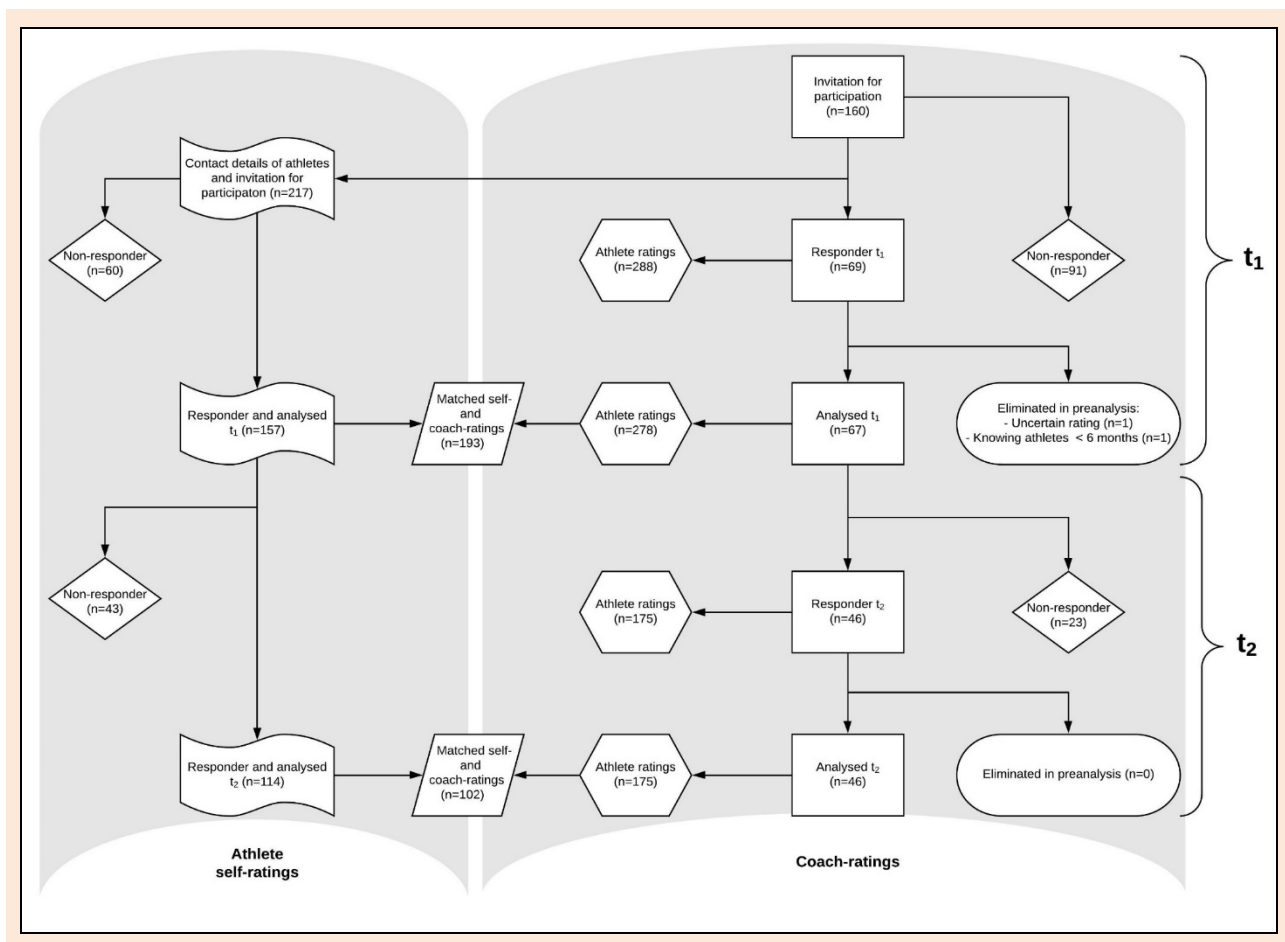 Invitation for
participation
(n=160)
Contact details of athletes
and invitation for
participaton (n=217)
Non-responder
(n=60)
Athlete ratings
(n=288)
Responder t₁
(n=69)
Non-responder
(n=91)
t₁
Responder and analysed
t₁ (n=157)
Matched self-
and
coach-ratings
(n=193)
Athlete ratings
(n=278)
Analysed t₁
(n=67)
Eliminated in preanalysis:
- Uncertain rating (n=1)
- Knowing athletes < 6 months (n=1)
Non-responder
(n=43)
Athlete ratings
(n=175)
Responder t₂
(n=46)
Non-responder
(n=23)
t₂
Responder and analysed
t₂ (n=114)
Matched self-
and
coach-ratings
(n=102)
Athlete ratings
(n=175)
Analysed t₂
(n=46)
Eliminated in preanalysis (n=0)
Athlete
self-ratings
Coach-ratings